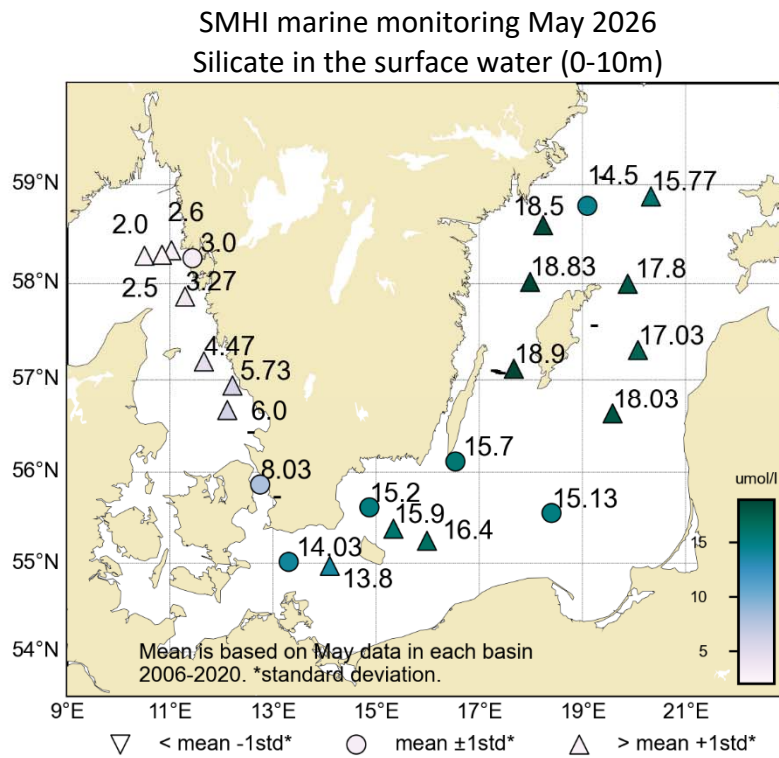 SMHI marine monitoring May 2026
Silicate in the surface water (0-10m)
59°N
58°N
57°N
56°N
55°N
54°N
14.5
15.77
18.5
2.6
2.0
3.0
18.83
17.8
2.5
3.27
17.03
4.47
5.73
18.9
6.0
18.03
15.7
8.03
15.2
15.9
15.13
16.4
14.03
13.8
umol/l
15
10
5
Mean is based on May data in each basin
2006-2020. *standard deviation.
9°E 11°E 13°E 15°E 17°E 19°E 21°E
< mean -1std* mean ±1std* > mean +1std*